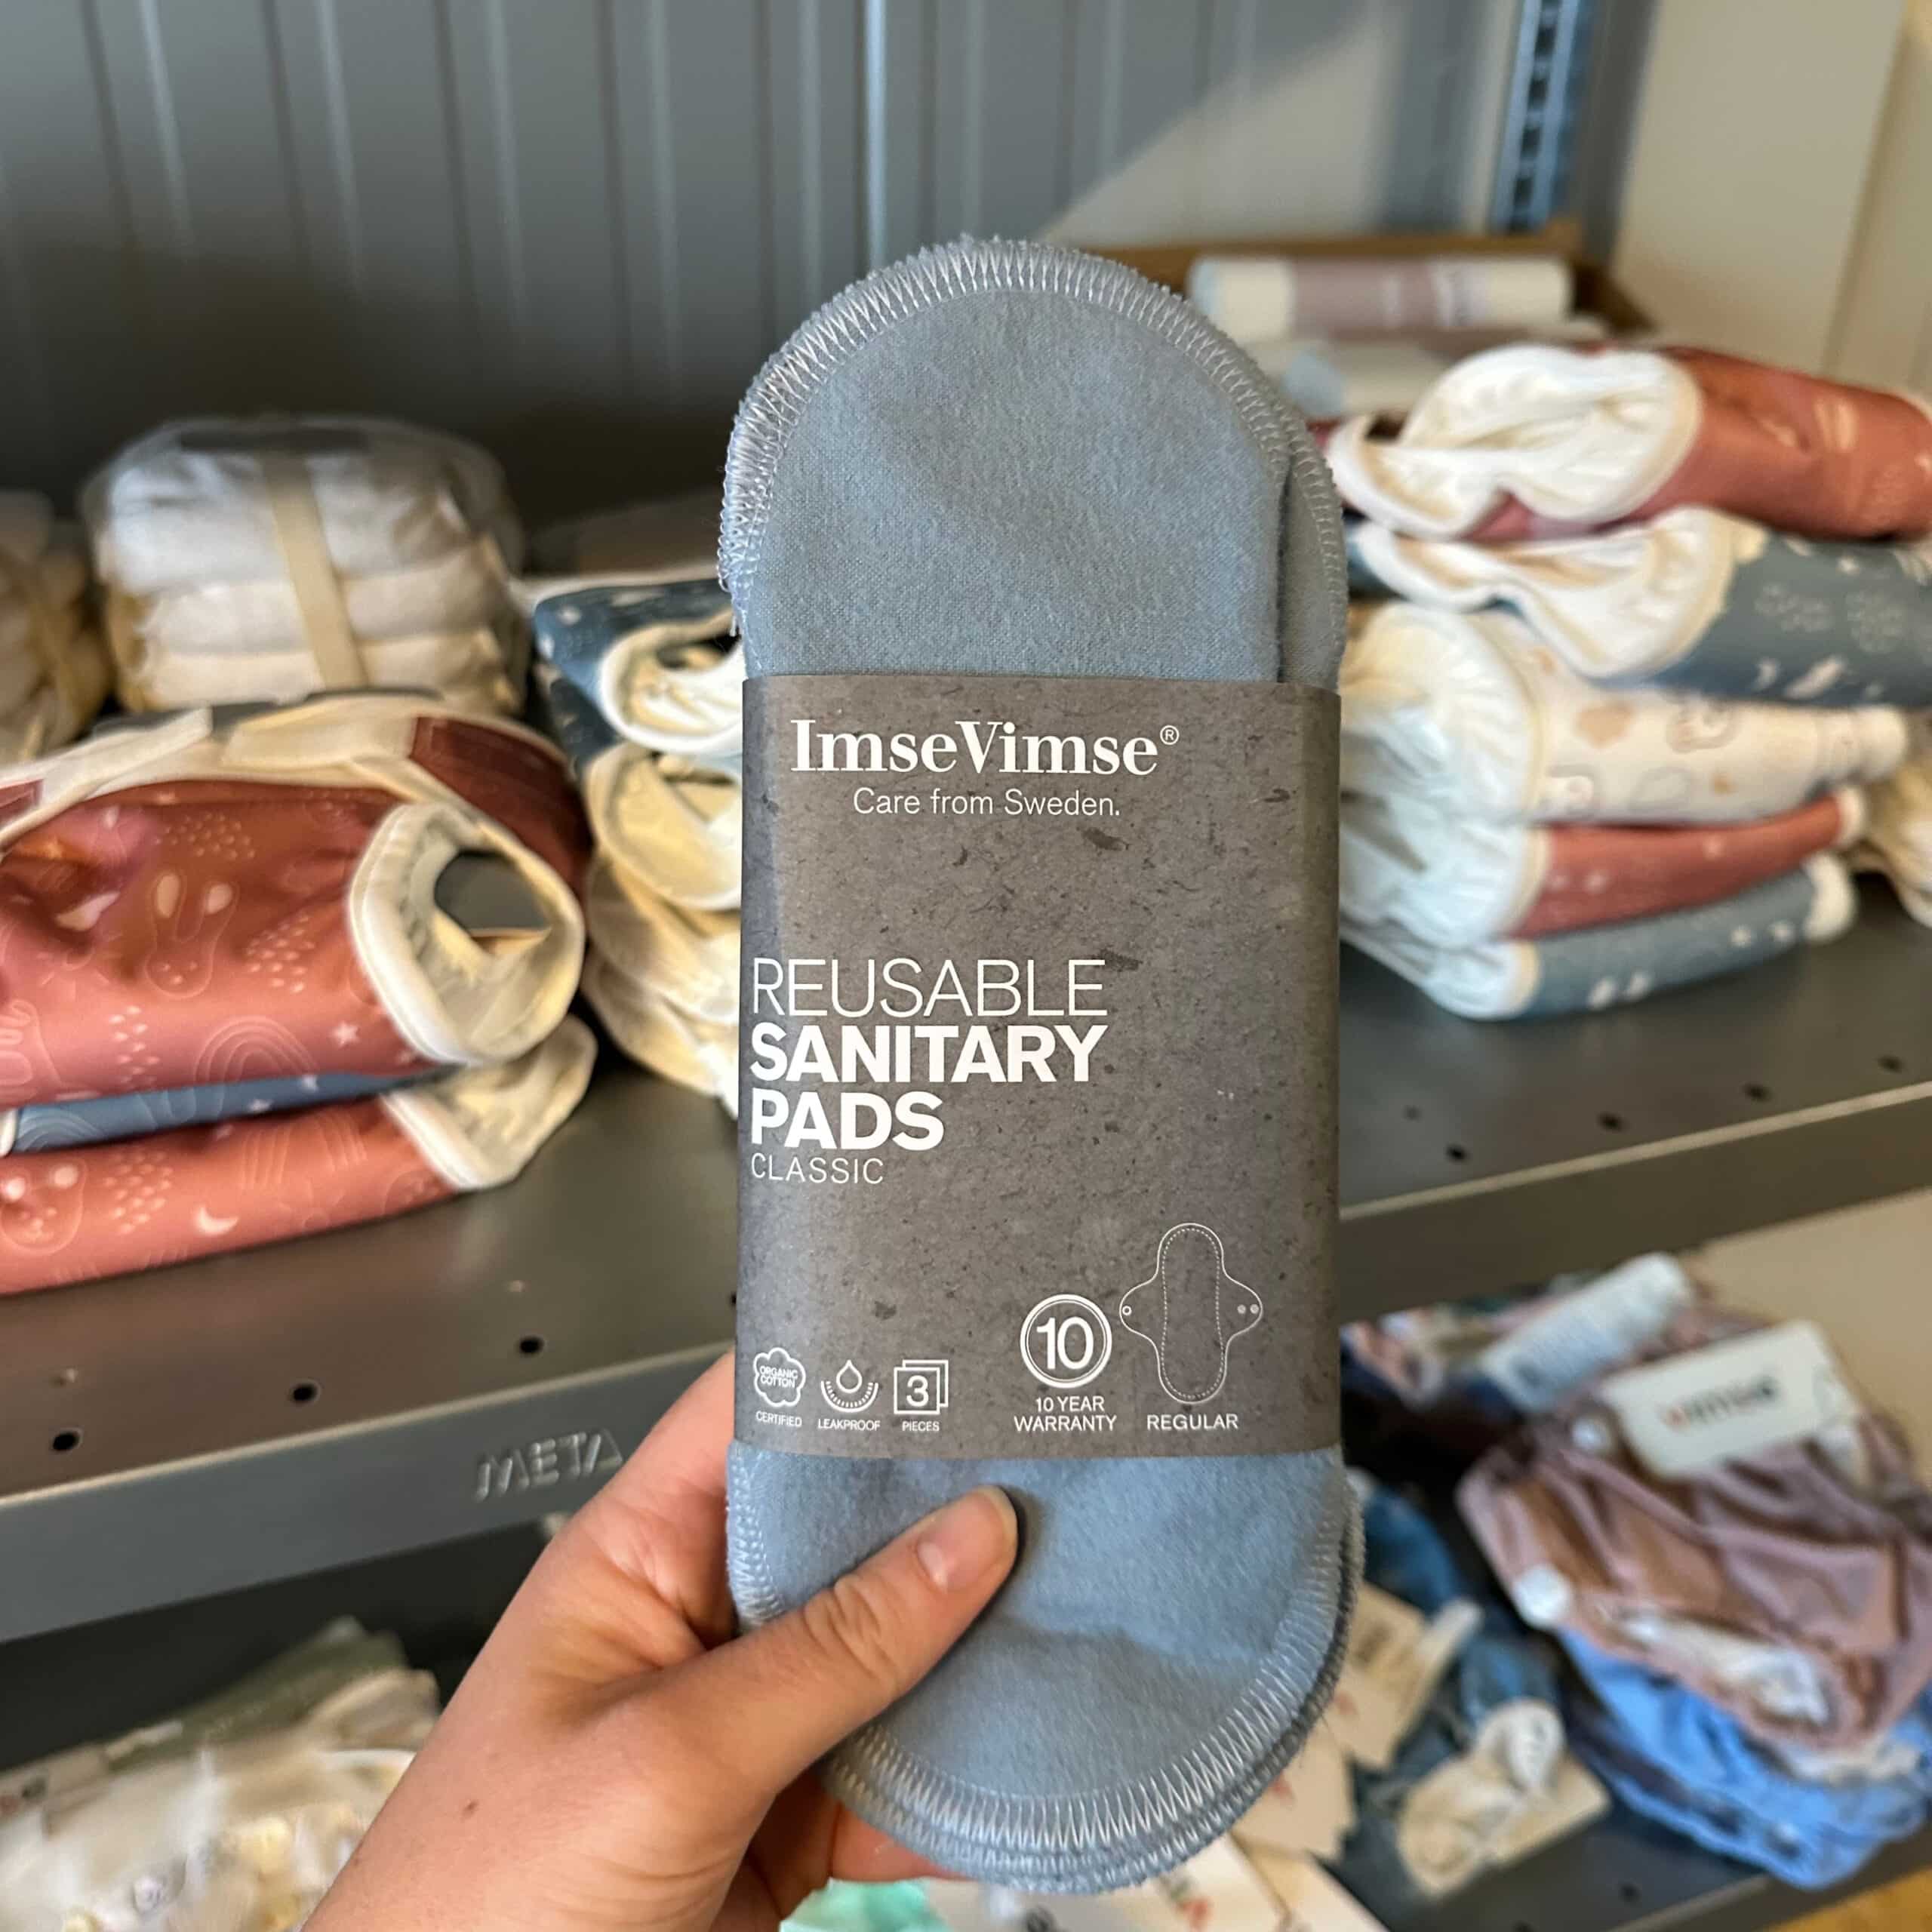 ImseVimse®
Care from Sweden.
REUSABLE
SANITARY
PADS
CLASSIC
ORGANIC
COTTON
CERTIFIED
LEAKPROOF
3
PIECES
10
10 YEAR
WARRANTY
REGULAR
META